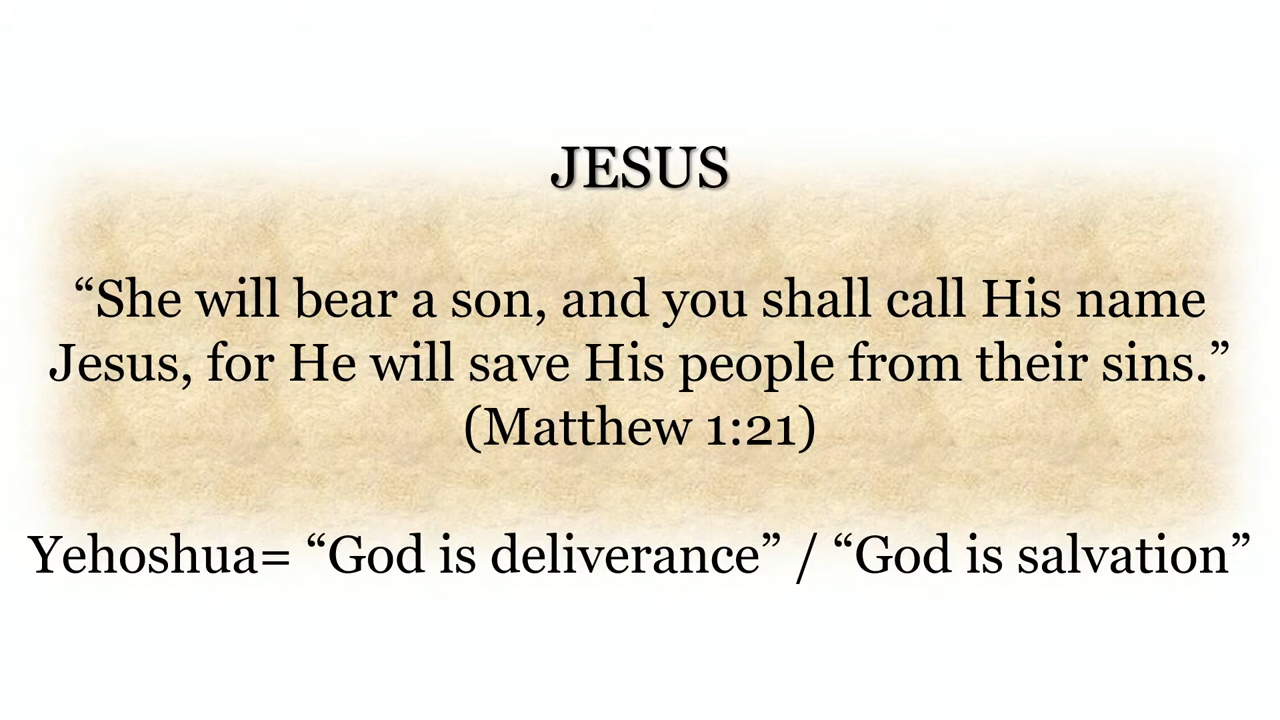 JESUS
“She will bear a son, and you shall call His name
Jesus, for He will save His people from their sins.”
(Matthew 1:21)
Yehoshua= “God is deliverance” / “God is salvation”